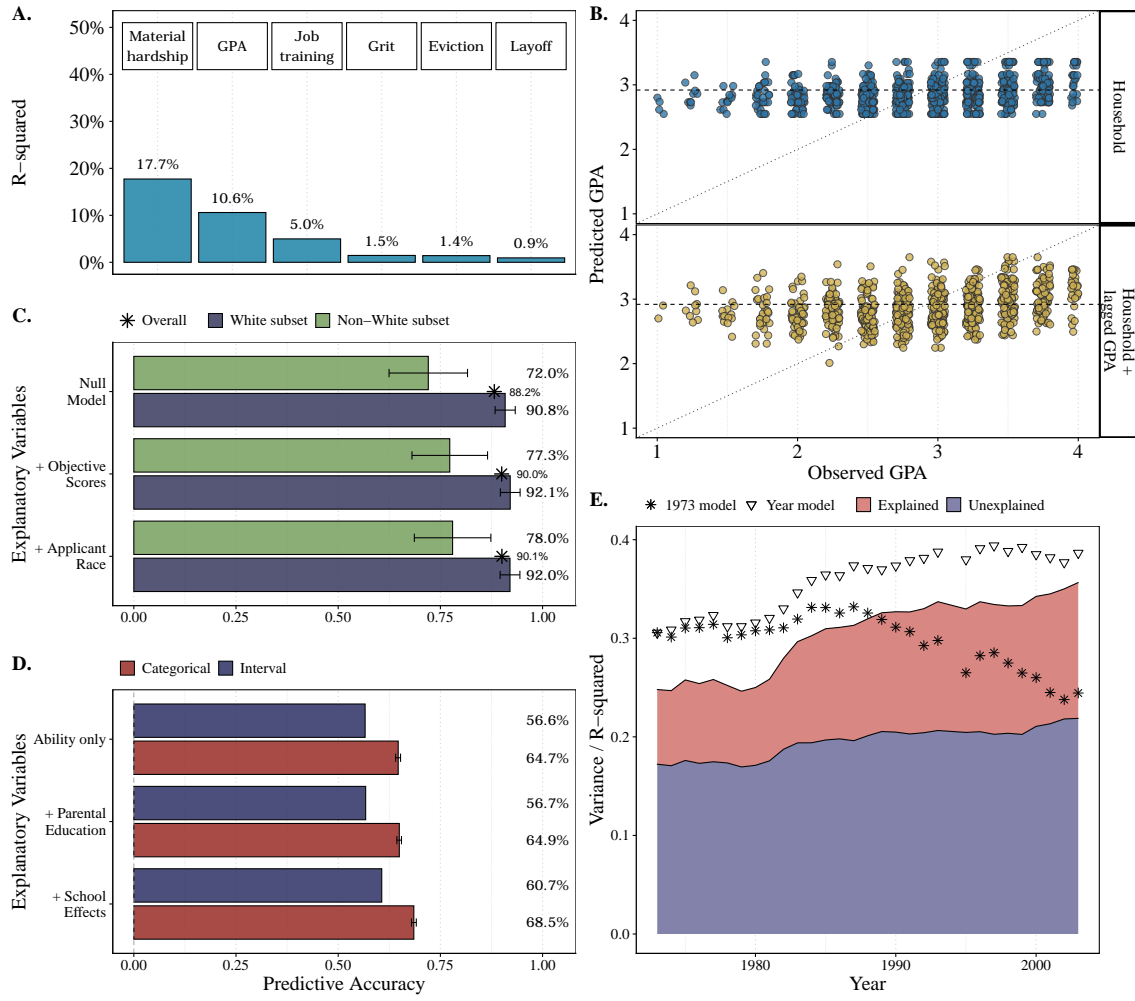 A.
50%
40%
30%
20%
10%
0%
R−squared
Material
hardship
GPA
Job
training
Grit
Eviction
Layoff
17.7%
10.6%
5.0%
1.5%
1.4%
0.9%
B.
4
3
2
1
Household
4
3
2
1
Household +
lagged GPA
Predicted GPA
1
2
3
4
Observed GPA
C.
Overall
White subset
Non−White subset
Explanatory Variables
Null
Model
72.0%
88.2%
90.8%
+ Objective
Scores
77.3%
90.0%
92.1%
+ Applicant
Race
78.0%
90.1%
92.0%
0.00
0.25
0.50
0.75
1.00
D.
Categorical
Interval
Explanatory Variables
Ability only
56.6%
64.7%
+ Parental
Education
56.7%
64.9%
+ School
Effects
60.7%
68.5%
0.00
0.25
0.50
0.75
1.00
Predictive Accuracy
E.
1973 model
Year model
Explained
Unexplained
0.4
0.3
0.2
0.1
0.0
Variance / R−squared
1980
1990
2000
Year